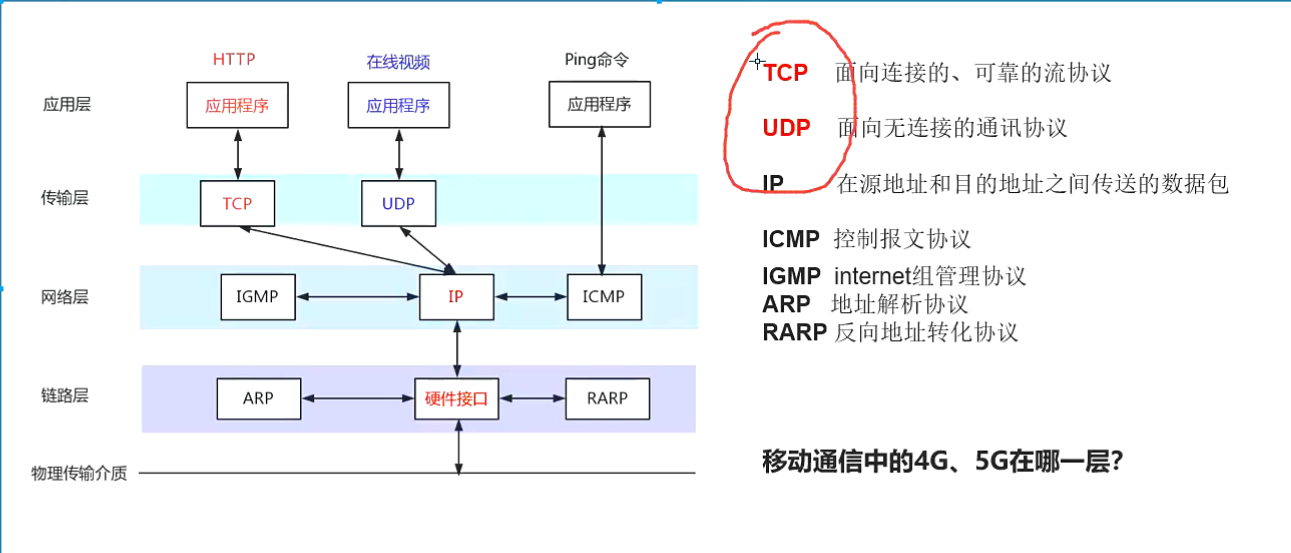 HTTP
在线视频
Ping命令
应用层
应用程序
应用程序
应用程序
传输层
TCP
UDP
网络层
IGMP
IP
ICMP
链路层
ARP
硬件接口
RARP
物理传输介质
TCP 面向连接的、可靠的流协议
UDP 面向无连接的通讯协议
IP 在源地址和目的地址之间传送的数据包
ICMP 控制报文协议
IGMP internet组管理协议
ARP 地址解析协议
RARP 反向地址转化协议
移动通信中的4G、5G在哪一层?